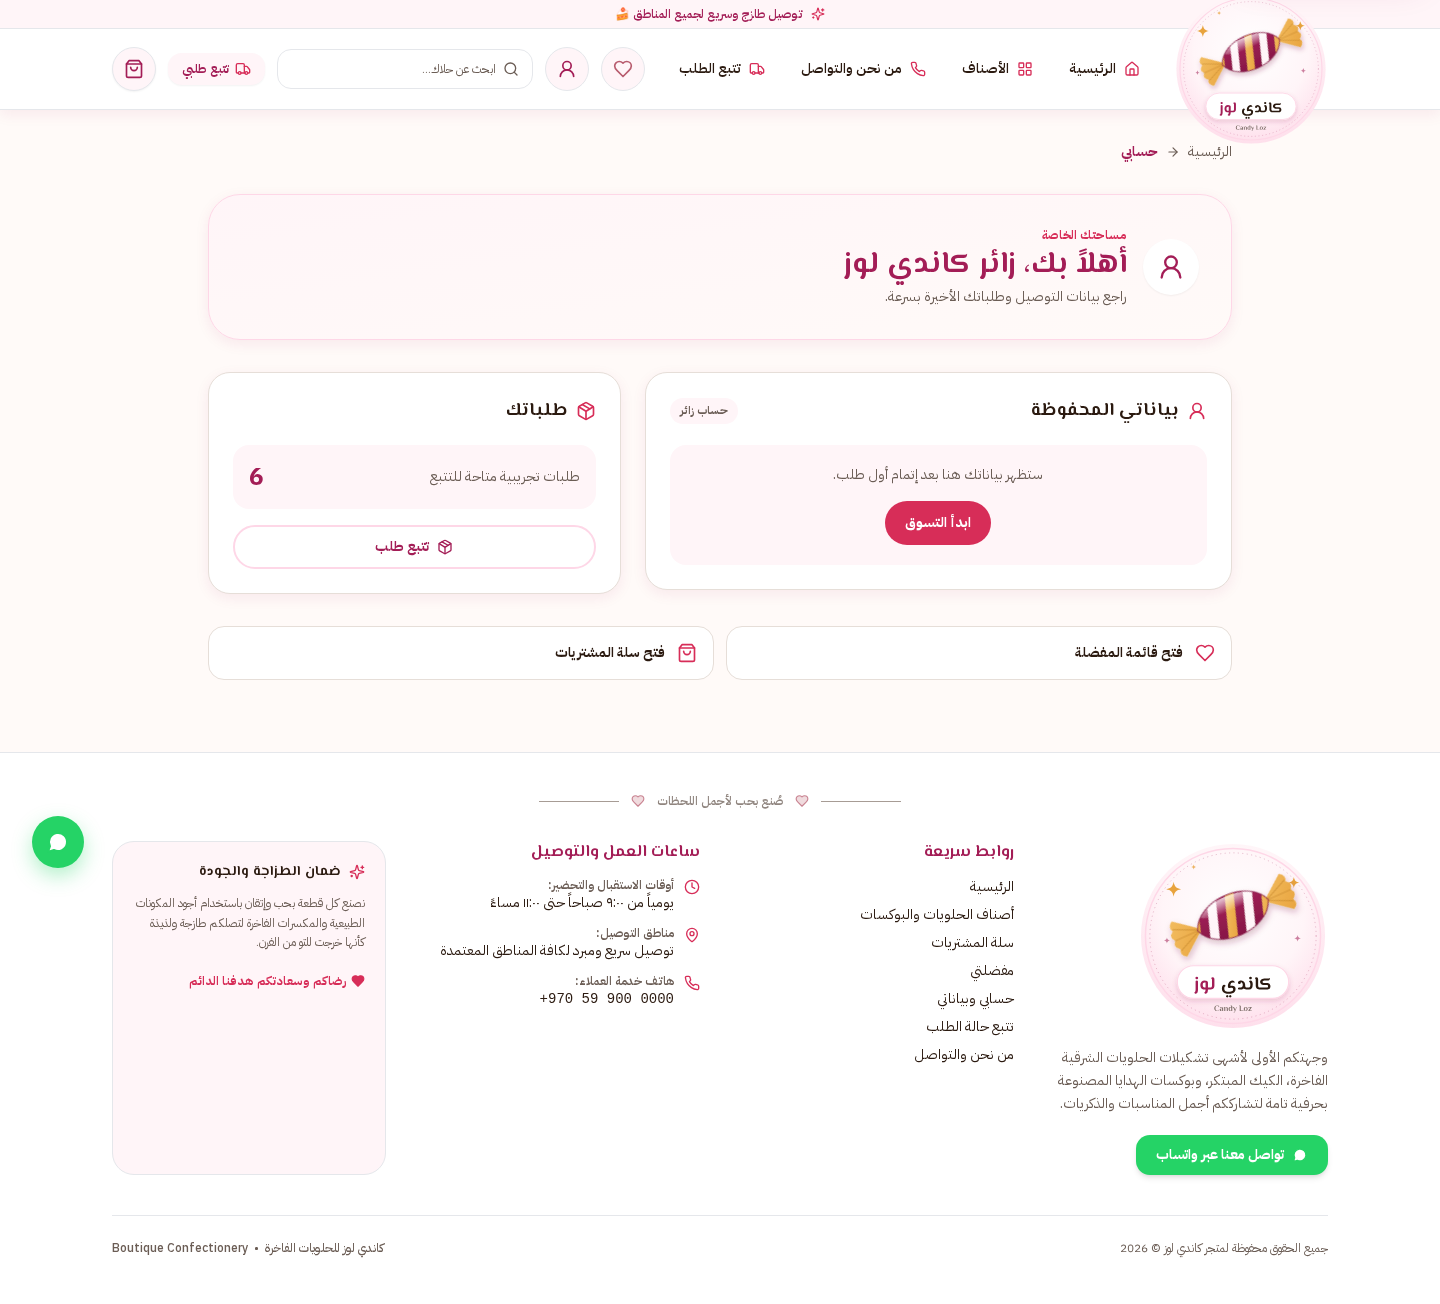 توصيل طازج وسريع لجميع المناطق 🍰
كاندي لوز
Candy Loz
الرئيسية
الأصناف
من نحن والتواصل
تتبع الطلب
ابحث عن حلاك...
تتبع طلبي
الرئيسية
حسابي
مساحتك الخاصة
أهلاً بك، زائر كاندي لوز
راجع بيانات التوصيل وطلباتك الأخيرة بسرعة.
بياناتي المحفوظة
حساب زائر
ستظهر بياناتك هنا بعد إتمام أول طلب.
ابدأ التسوق
طلباتك
طلبات تجريبية متاحة للتتبع
6
تتبع طلب
فتح قائمة المفضلة
فتح سلة المشتريات
صُنع بحب لأجمل اللحظات
كاندي لوز
Candy Loz
وجهتكم الأولى لأشهى تشكيلات الحلويات الشرقية
الفاخرة، الكيك المبتكر، وبوكسات الهدايا المصنوعة
بحرفية تامة لتشارككم أجمل المناسبات والذكريات.
تواصل معنا عبر واتساب
روابط سريعة
الرئيسية
أصناف الحلويات والبوكسات
سلة المشتريات
مفضلتي
حسابي وبياناتي
تتبع حالة الطلب
من نحن والتواصل
ساعات العمل والتوصيل
أوقات الاستقبال والتحضير:
يومياً من ٩:٠٠ صباحاً حتى ١١:٠٠ مساءً
مناطق التوصيل:
توصيل سريع ومبرد لكافة المناطق المعتمدة
هاتف خدمة العملاء:
+970 59 900 0000
ضمان الطزاجة والجودة
نصنع كل قطعة بحب وإتقان باستخدام أجود المكونات
الطبيعية والمكسرات الفاخرة لتصلكم طازجة ولذيذة
كأنها خرجت للتو من الفرن.
رضاكم وسعادتكم هدفنا الدائم
جميع الحقوق محفوظة لمتجر كاندي لوز © 2026
كاندي لوز للحلويات الفاخرة • Boutique Confectionery